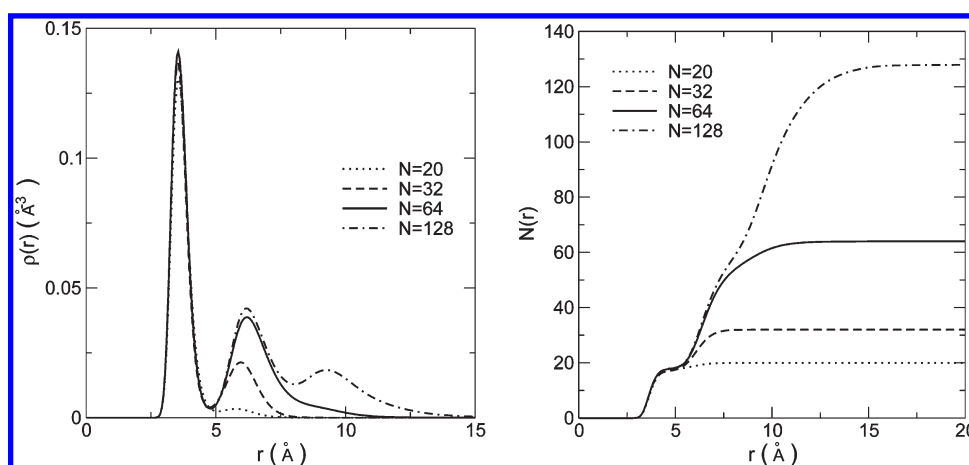 0.15
0.1
0.05
0
ρ(r) (Å⁻³)
N=20
N=32
N=64
N=128
0 5 10 15
r (Å)
140
120
100
80
60
40
20
0
N(r)
N=20
N=32
N=64
N=128
0 5 10 15 20
r (Å)